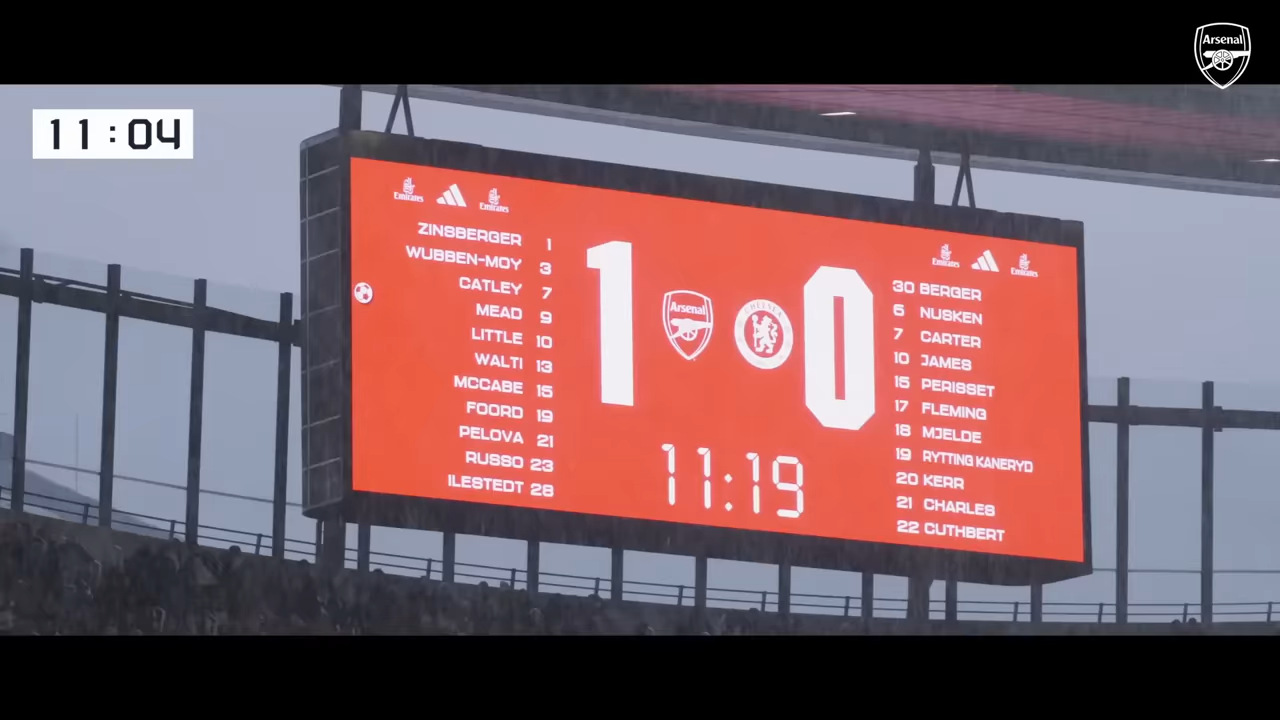 Arsenal
11:04
Emirates
Emirates
ZINSBERGER 1
WUBBEN-MOY 3
CATLEY 7
MEAD 9
LITTLE 10
WALTI 13
MCCABE 15
FOORD 19
PELOVA 21
RUSSO 23
ILESTEDT 28
1
Arsenal
CHELSEA
0
11:19
Emirates
Emirates
30 BERGER
6 NUSKEN
7 CARTER
10 JAMES
15 PERISSET
17 FLEMING
18 MJELDE
19 RYTTING KANERYD
20 KERR
21 CHARLES
22 CUTHBERT